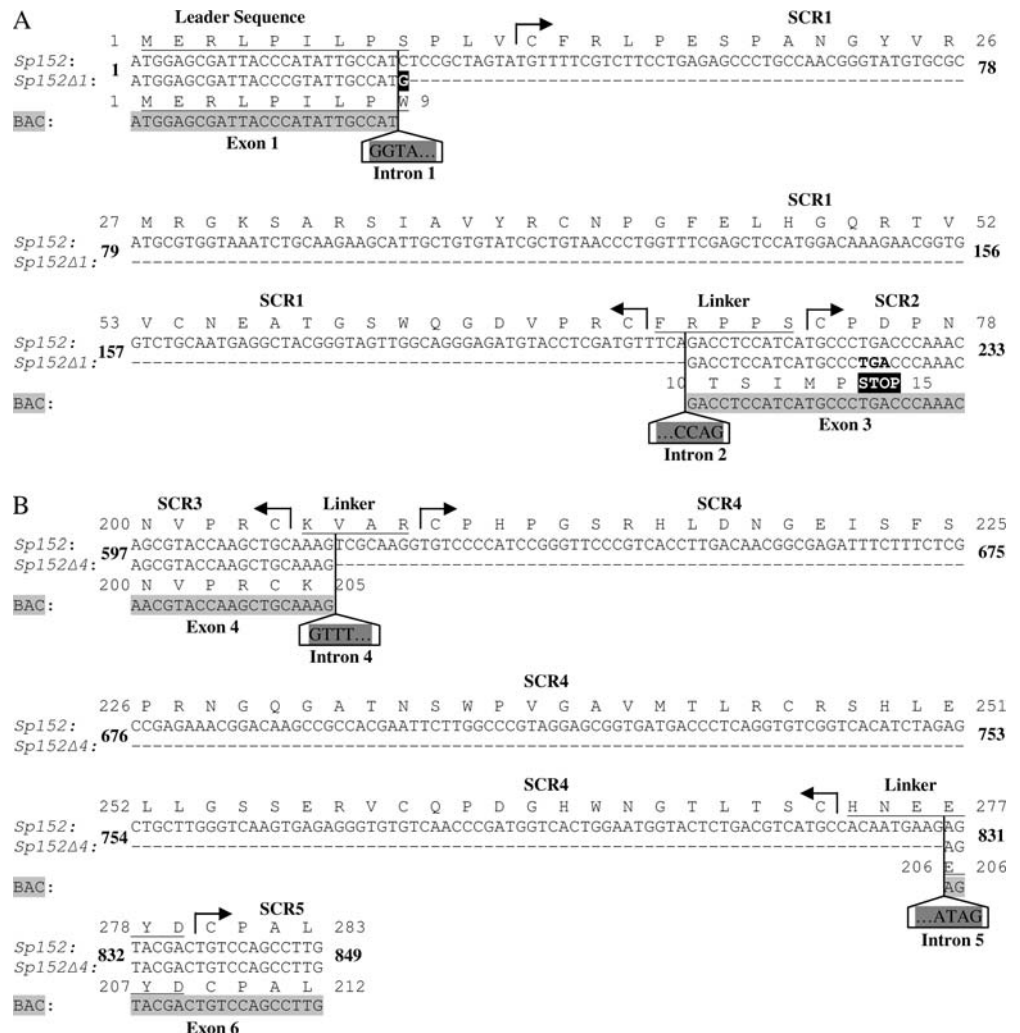 A
Leader Sequence SCR1
1 M E R L P I L P S P L V C F R L P E S P A N G Y V R 26
Sp152: 1 ATGGAGCGATTACCCATATTGCCATCTCCGCTAGTATGTTTTCGTCTTCCTGAGAGCCCTGCCAACGGGTATGTGCGC 78
Sp152Δ1: ATGGAGCGATTACCCGTATTGCCATG----------------------------------------------------
1 M E R L P I L P W 9
BAC: ATGGAGCGATTACCCATATTGCCAT
Exon 1
GGTA...
Intron 1
SCR1
27 M R G K S A R S I A V Y R C N P G F E L H G Q R T V 52
Sp152: 79 ATGCGTGGTAAATCTGCAAGAAGCATTGCTGTGTATCGCTGTAACCCTGGTTTCGAGCTCCATGGACAAAGAACGGTG 156
Sp152Δ1: ------------------------------------------------------------------------------
SCR1 Linker SCR2
53 V C N E A T G S W Q G D V P R C F R P P S C P D P N 78
Sp152: 157 GTCTGCAATGAGGCTACGGGTAGTTGGCAGGGAGATGTACCTCGATGTTTCAGACCTCCATCATGCCCTGACCCAAAC 233
Sp152Δ1: ----------------------------------------------------GACCTCCATCATGCCCTGACCCAAAC
10 T S I M P STOP 15
BAC: GACCTCCATCATGCCCTGACCCAAAC
Exon 3
...CCAG
Intron 2
B
SCR3 Linker SCR4
200 N V P R C K V A R C P H P G S R H L D N G E I S F S 225
Sp152: 597 AGCGTACCAAGCTGCAAAGTCGCAAGGTGTCCCCATCCGGGTTCCCGTCACCTTGACAACGGCGAGATTTCTTTCTCG 675
Sp152Δ4: AGCGTACCAAGCTGCAAAG-----------------------------------------------------------
200 N V P R C K 205
BAC: AACGTACCAAGCTGCAAAG
Exon 4
GTTT...
Intron 4
SCR4
226 P R N G Q G A T N S W P V G A V M T L R C R S H L E 251
Sp152: 676 CCGAGAAACGGACAAGCCGCCACGAATTCTTGGCCCGTAGGAGCGGTGATGACCCTCAGGTGTCGGTCACATCTAGAG 753
Sp152Δ4: ------------------------------------------------------------------------------
SCR4 Linker
252 L L G S S E R V C Q P D G H W N G T L T S C H N E E 277
Sp152: 754 CTGCTTGGGTCAAGTGAGAGGGTGTGTCAACCCGATGGTCACTGGAATGGTACTCTGACGTCATGCCACAATGAAGAG 831
Sp152Δ4: ----------------------------------------------------------------------------AG
206 E 206
BAC: AG
...ATAG
Intron 5
SCR5
278 Y D C P A L 283
Sp152: 832 TACGACTGTCCAGCCTTG 849
Sp152Δ4: TACGACTGTCCAGCCTTG
207 Y D C P A L 212
BAC: TACGACTGTCCAGCCTTG
Exon 6